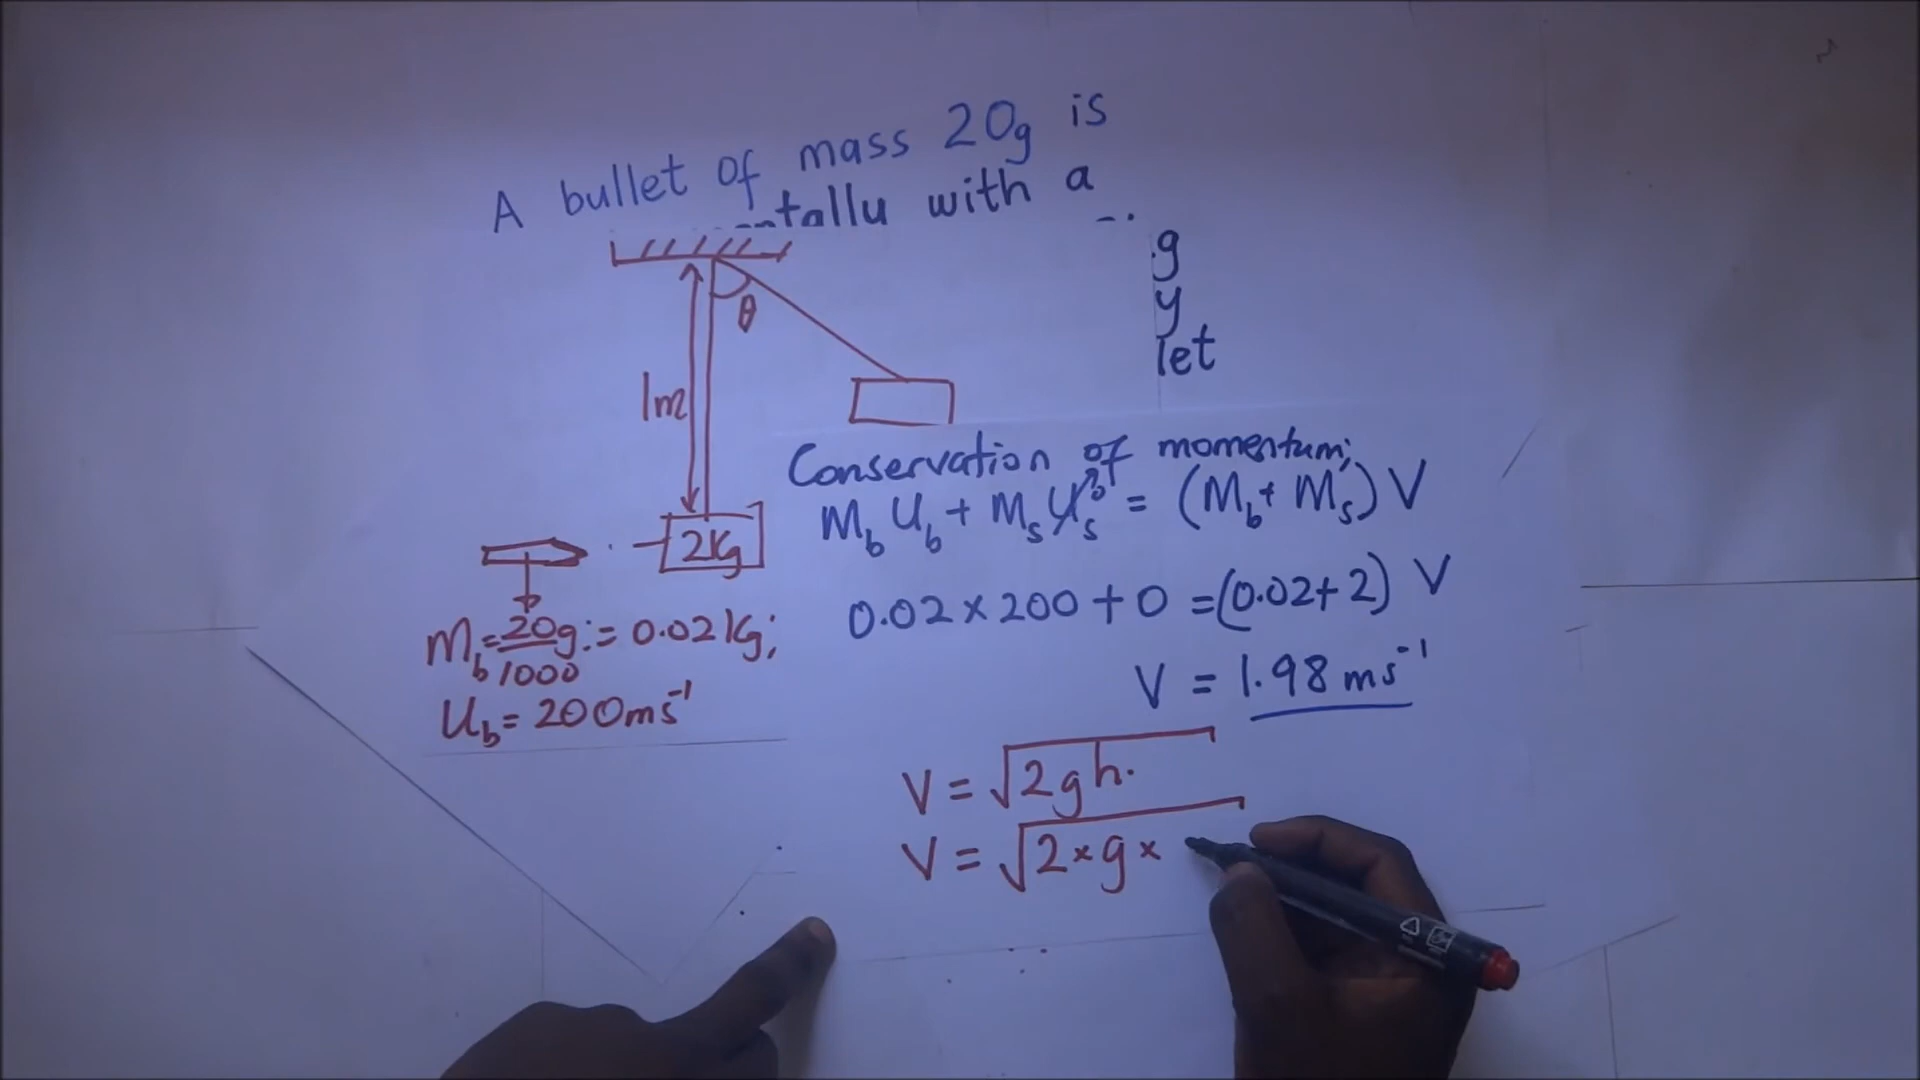 A bullet of mass 20g is
with a
g
y
let
θ
1m
2kg
M_b = 20g/1000 := 0.02kg;
U_b = 200ms⁻¹
Conservation of momentum;
M_b U_b + M_s U_s⁰ = (M_b + M_s) V
0.02 × 200 + 0 = (0.02 + 2) V
V = 1.98 ms⁻¹
V = √2gh.
V = √2 × g ×